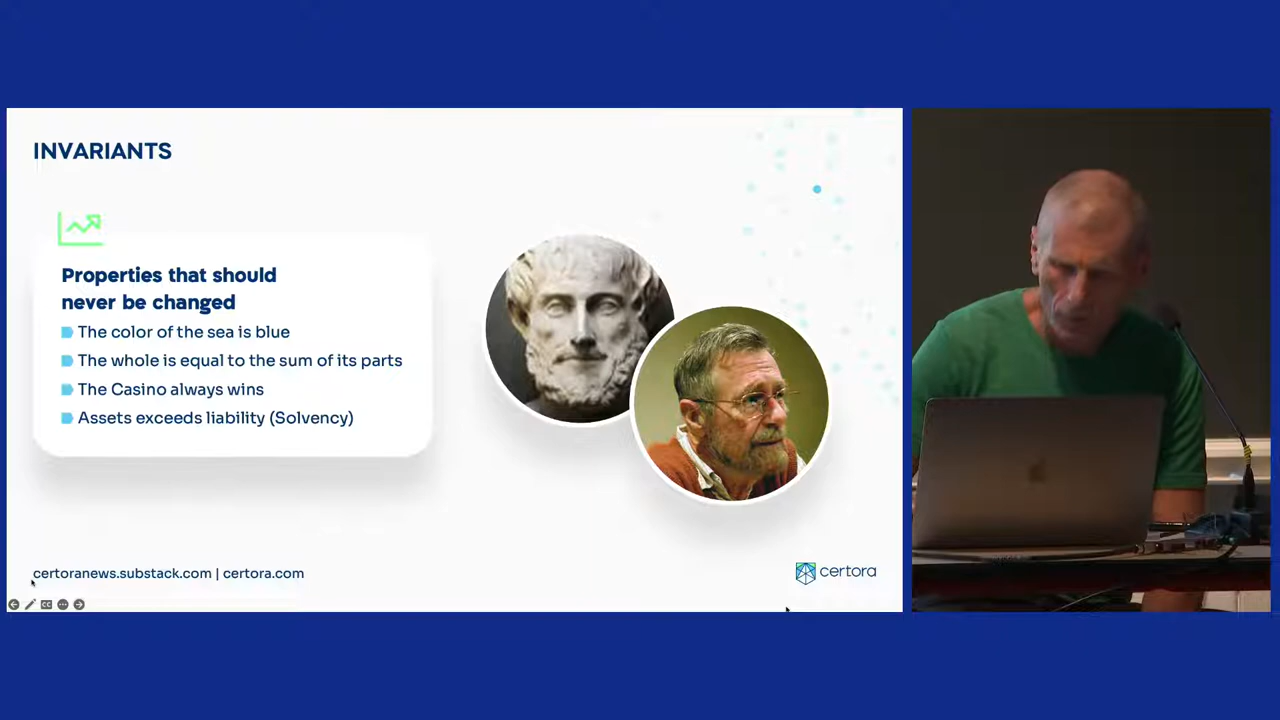 INVARIANTS
Properties that should
never be changed
The color of the sea is blue
The whole is equal to the sum of its parts
The Casino always wins
Assets exceeds liability (Solvency)
certoranews.substack.com | certora.com
certora
CC